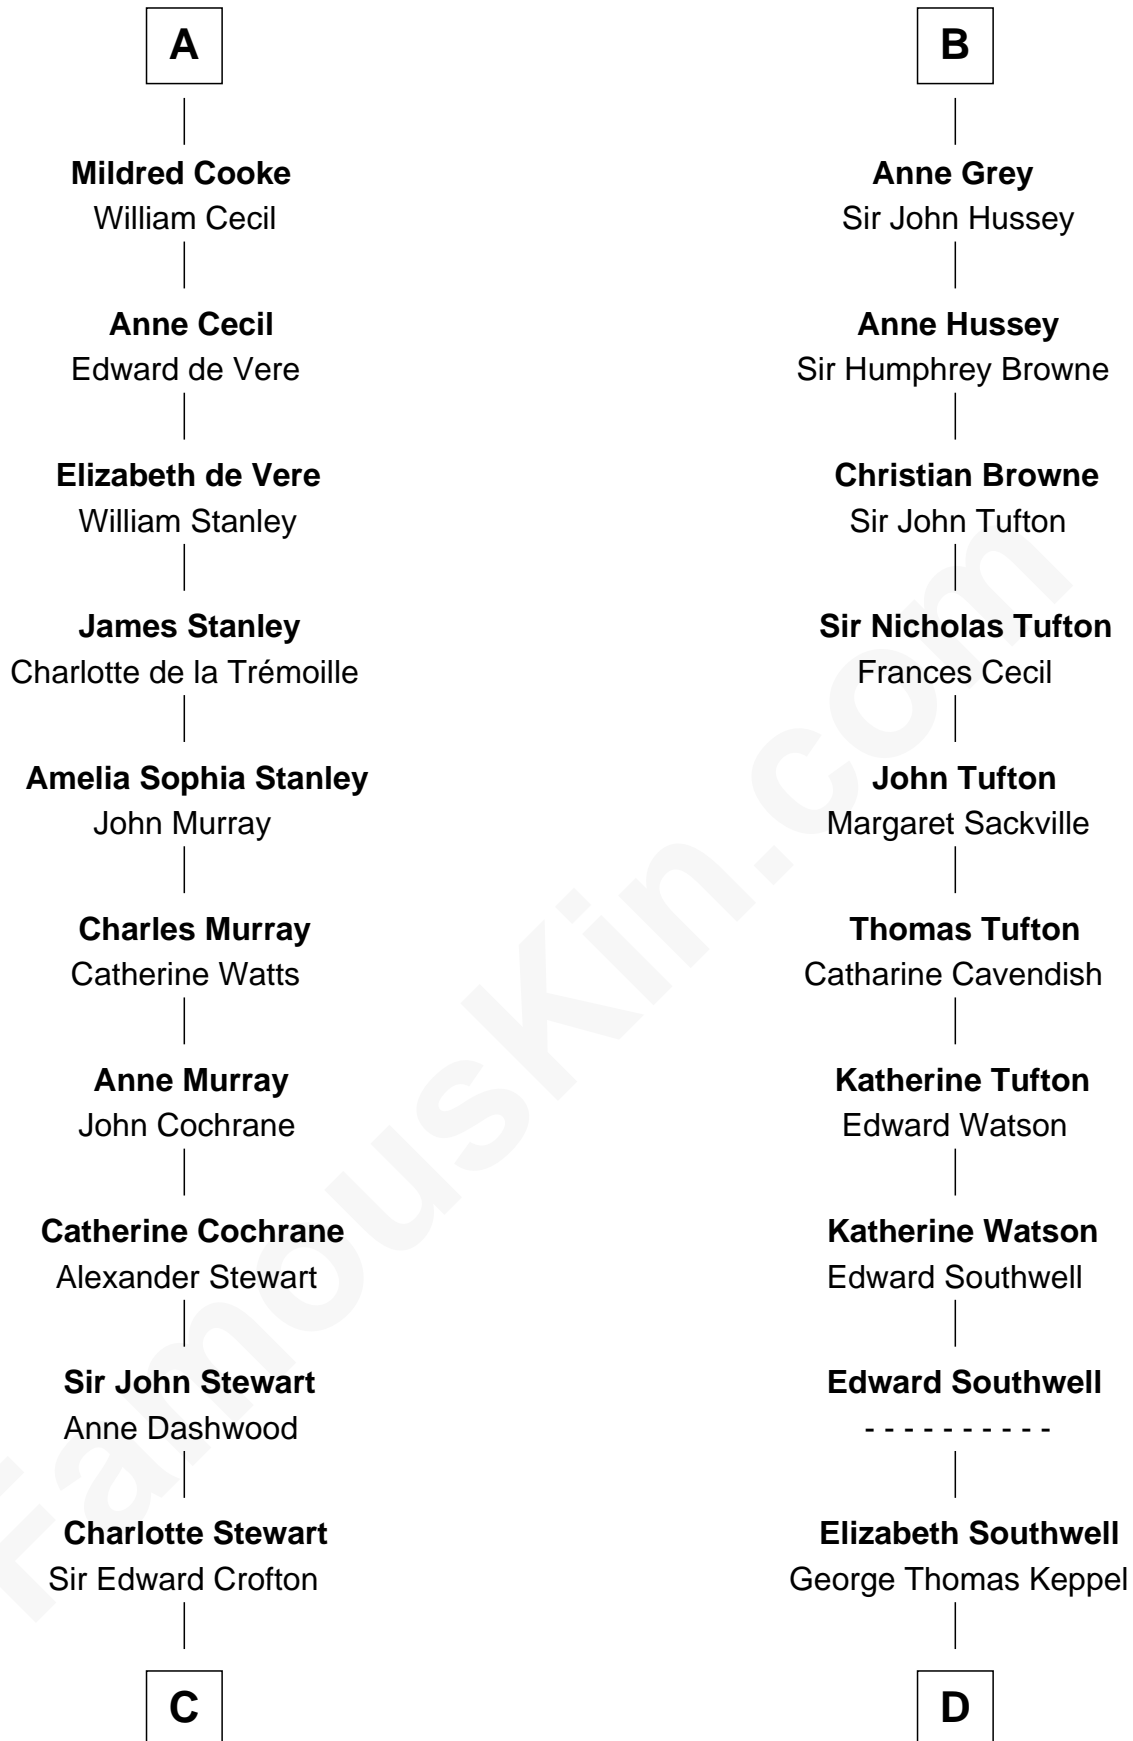 A
Mildred Cooke
William Cecil
Anne Cecil
Edward de Vere
Elizabeth de Vere
William Stanley
James Stanley
Charlotte de la Trémoille
Amelia Sophia Stanley
John Murray
Charles Murray
Catherine Watts
Anne Murray
John Cochrane
Catherine Cochrane
Alexander Stewart
Sir John Stewart
Anne Dashwood
Charlotte Stewart
Sir Edward Crofton
C
B
Anne Grey
Sir John Hussey
Anne Hussey
Sir Humphrey Browne
Christian Browne
Sir John Tufton
Sir Nicholas Tufton
Frances Cecil
John Tufton
Margaret Sackville
Thomas Tufton
Catharine Cavendish
Katherine Tufton
Edward Watson
Katherine Watson
Edward Southwell
Edward Southwell
- - - - - - - - - -
Elizabeth Southwell
George Thomas Keppel
D
FamousKin.com